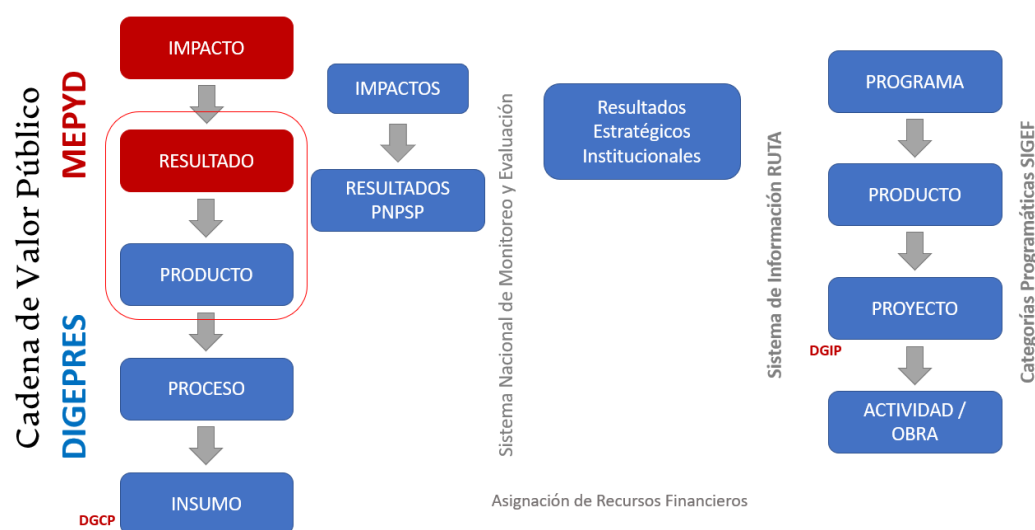 Cadena de Valor Público
MEPYD
DIGEPRES
IMPACTO
RESULTADO
PRODUCTO
PROCESO
INSUMO
DGCP
IMPACTOS
RESULTADOS
PNPSP
Sistema Nacional de Monitoreo y Evaluación
Resultados
Estratégicos
Institucionales
Sistema de Información RUTA
PROGRAMA
PRODUCTO
PROYECTO
DGIP
ACTIVIDAD /
OBRA
Categorías Programáticas SIGEF
Asignación de Recursos Financieros